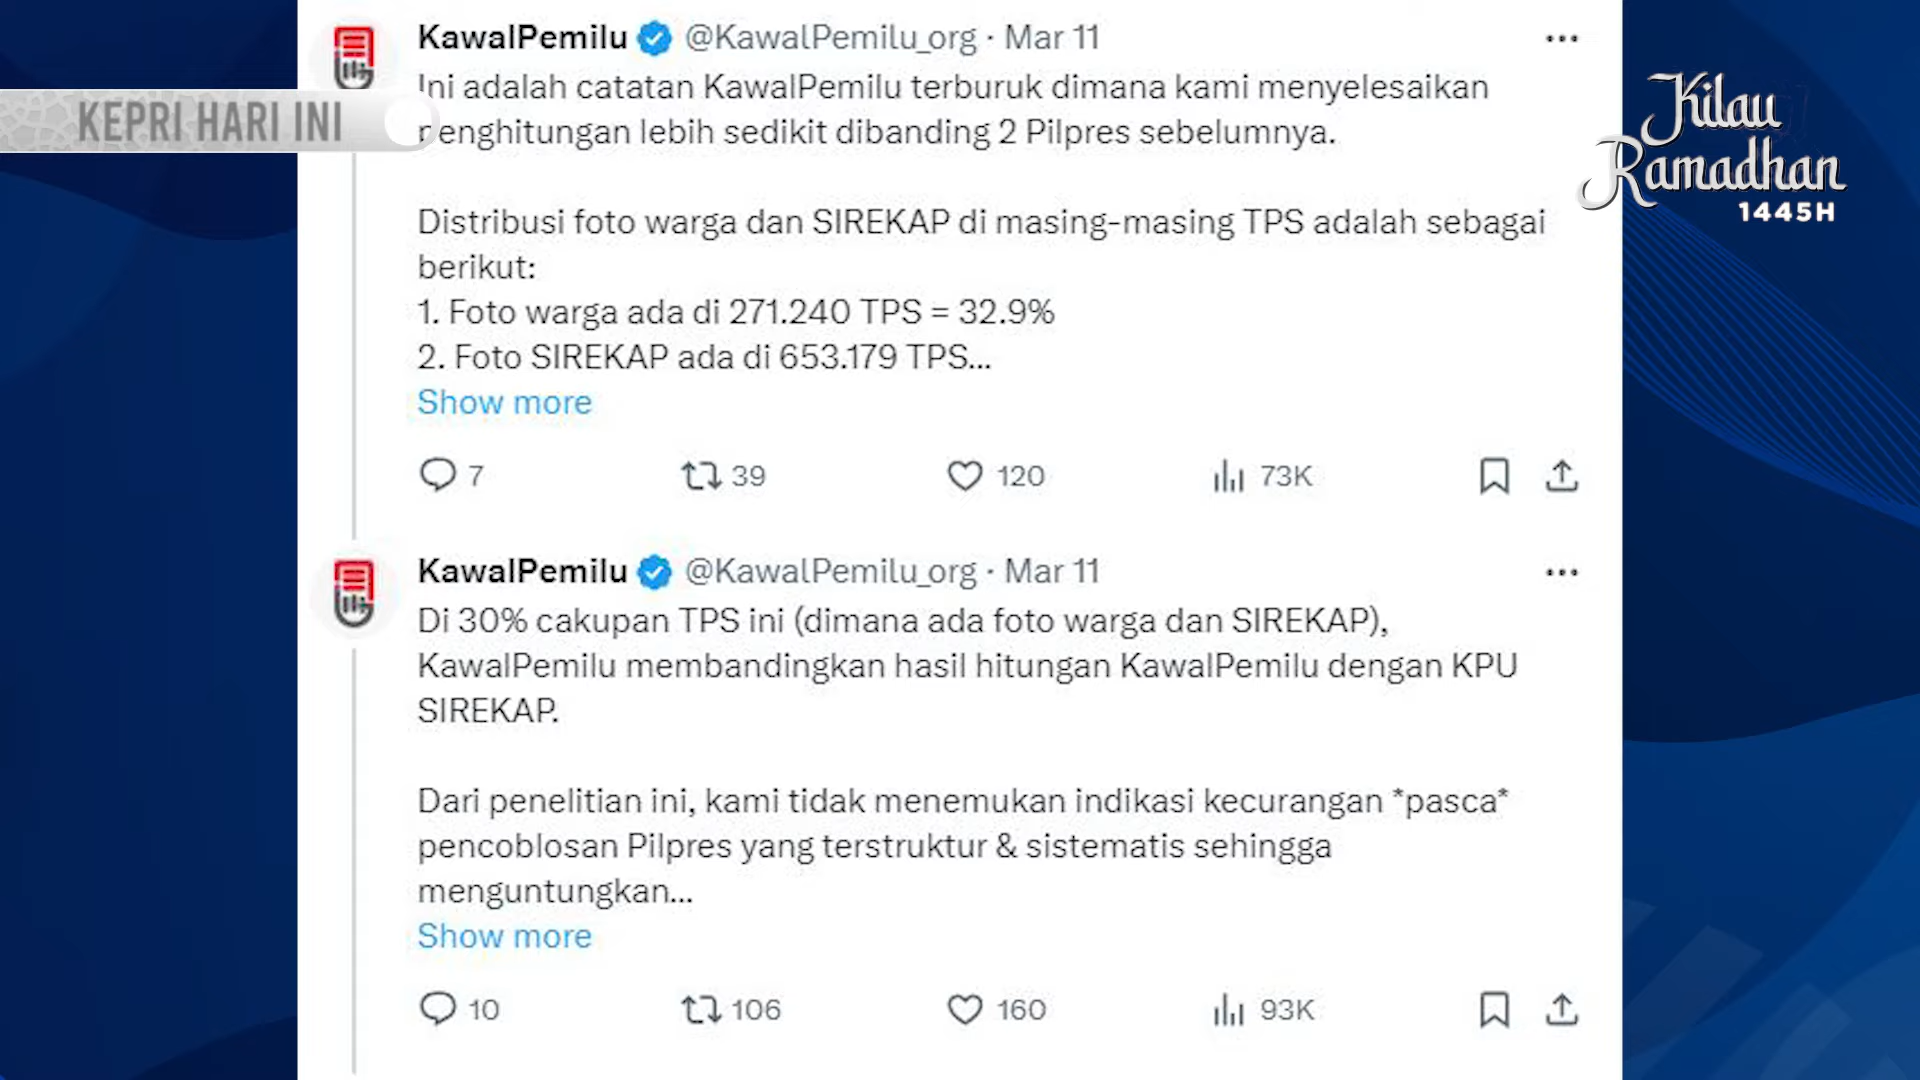 KawalPemilu @KawalPemilu_org · Mar 11
Ini adalah catatan KawalPemilu terburuk dimana kami menyelesaikan
penghitungan lebih sedikit dibanding 2 Pilpres sebelumnya.
KEPRI HARI INI
Kilau
Ramadhan
1445H
Distribusi foto warga dan SIREKAP di masing-masing TPS adalah sebagai
berikut:
1. Foto warga ada di 271.240 TPS = 32.9%
2. Foto SIREKAP ada di 653.179 TPS...
Show more
7 39 120 73K
KawalPemilu @KawalPemilu_org · Mar 11
Di 30% cakupan TPS ini (dimana ada foto warga dan SIREKAP),
KawalPemilu membandingkan hasil hitungan KawalPemilu dengan KPU
SIREKAP.
Dari penelitian ini, kami tidak menemukan indikasi kecurangan *pasca*
pencoblosan Pilpres yang terstruktur & sistematis sehingga
menguntungkan...
Show more
10 106 160 93K